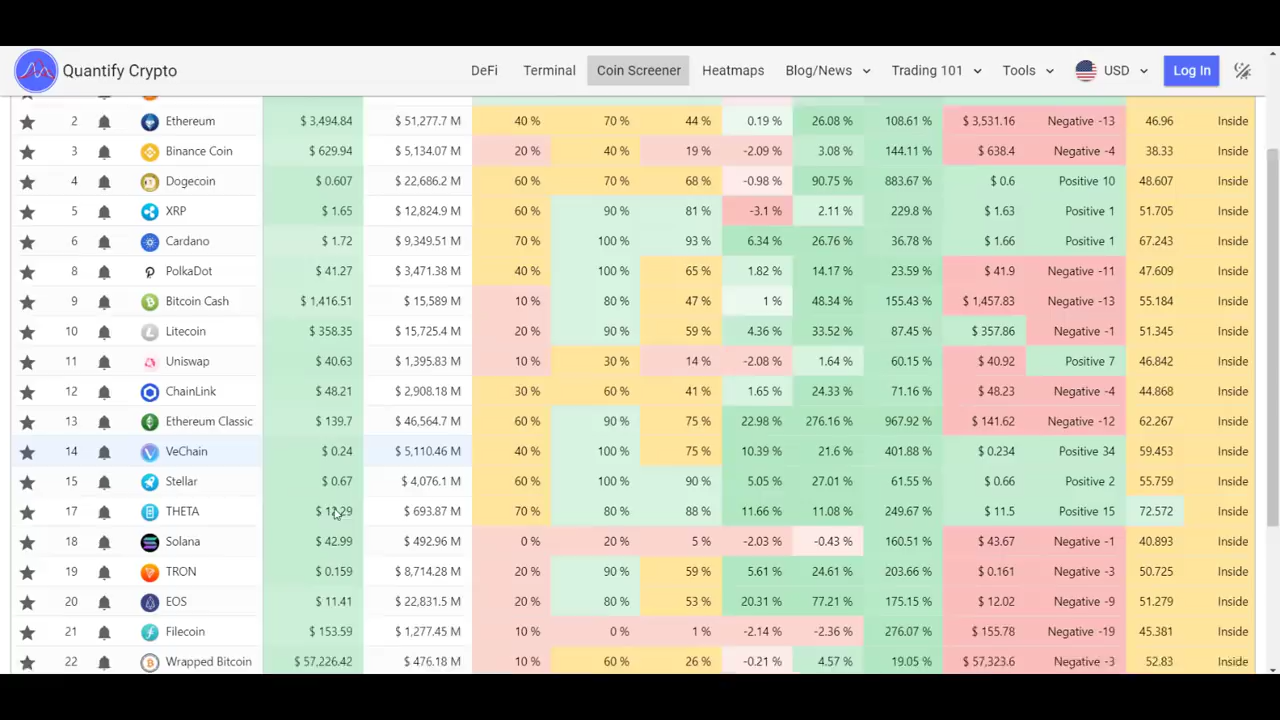 Quantify Crypto DeFi Terminal Coin Screener Heatmaps Blog/News Trading 101 Tools USD Log In
2 Ethereum $ 3,494.84 $ 51,277.7 M 40 % 70 % 44 % 0.19 % 26.08 % 108.61 % $ 3,531.16 Negative -13 46.96 Inside
3 Binance Coin $ 629.94 $ 5,134.07 M 20 % 40 % 19 % -2.09 % 3.08 % 144.11 % $ 638.4 Negative -4 38.33 Inside
4 Dogecoin $ 0.607 $ 22,686.2 M 60 % 70 % 68 % -0.98 % 90.75 % 883.67 % $ 0.6 Positive 10 48.607 Inside
5 XRP $ 1.65 $ 12,824.9 M 60 % 90 % 81 % -3.1 % 2.11 % 229.8 % $ 1.63 Positive 1 51.705 Inside
6 Cardano $ 1.72 $ 9,349.51 M 70 % 100 % 93 % 6.34 % 26.76 % 36.78 % $ 1.66 Positive 1 67.243 Inside
8 PolkaDot $ 41.27 $ 3,471.38 M 40 % 100 % 65 % 1.82 % 14.17 % 23.59 % $ 41.9 Negative -11 47.609 Inside
9 Bitcoin Cash $ 1,416.51 $ 15,589 M 10 % 80 % 47 % 1 % 48.34 % 155.43 % $ 1,457.83 Negative -13 55.184 Inside
10 Litecoin $ 358.35 $ 15,725.4 M 20 % 90 % 59 % 4.36 % 33.52 % 87.45 % $ 357.86 Negative -1 51.345 Inside
11 Uniswap $ 40.63 $ 1,395.83 M 10 % 30 % 14 % -2.08 % 1.64 % 60.15 % $ 40.92 Positive 7 46.842 Inside
12 ChainLink $ 48.21 $ 2,908.18 M 30 % 60 % 41 % 1.65 % 24.33 % 71.16 % $ 48.23 Negative -4 44.868 Inside
13 Ethereum Classic $ 139.7 $ 46,564.7 M 60 % 90 % 75 % 22.98 % 276.16 % 967.92 % $ 141.62 Negative -12 62.267 Inside
14 VeChain $ 0.24 $ 5,110.46 M 40 % 100 % 75 % 10.39 % 21.6 % 401.88 % $ 0.234 Positive 34 59.453 Inside
15 Stellar $ 0.67 $ 4,076.1 M 60 % 100 % 90 % 5.05 % 27.01 % 61.55 % $ 0.66 Positive 2 55.759 Inside
17 THETA $ 693.87 M 70 % 80 % 88 % 11.66 % 11.08 % 249.67 % $ 11.5 Positive 15 72.572 Inside
18 Solana $ 42.99 $ 492.96 M 0 % 20 % 5 % -2.03 % -0.43 % 160.51 % $ 43.67 Negative -1 40.893 Inside
19 TRON $ 0.159 $ 8,714.28 M 20 % 90 % 59 % 5.61 % 24.61 % 203.66 % $ 0.161 Negative -3 50.725 Inside
20 EOS $ 11.41 $ 22,831.5 M 20 % 80 % 53 % 20.31 % 77.21 % 175.15 % $ 12.02 Negative -9 51.279 Inside
21 Filecoin $ 153.59 $ 1,277.45 M 10 % 0 % 1 % -2.14 % -2.36 % 276.07 % $ 155.78 Negative -19 45.381 Inside
22 Wrapped Bitcoin $ 57,226.42 $ 476.18 M 10 % 60 % 26 % -0.21 % 4.57 % 19.05 % $ 57,323.6 Negative -3 52.83 Inside